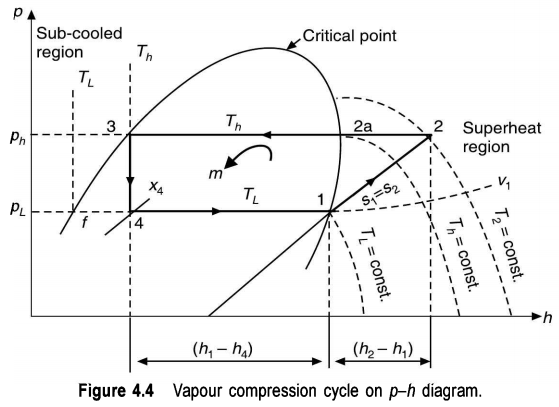 p
Sub-cooled
region
T_h
Critical point
T_L
p_h
3
T_h
2a
2
Superheat
region
m
x_4
T_L
1
s_1=s_2
v_1
p_L
f
4
T_L = const.
T_h = const.
T_2 = const.
h
(h_1 – h_4)
(h_2 – h_1)
Figure 4.4 Vapour compression cycle on p–h diagram.